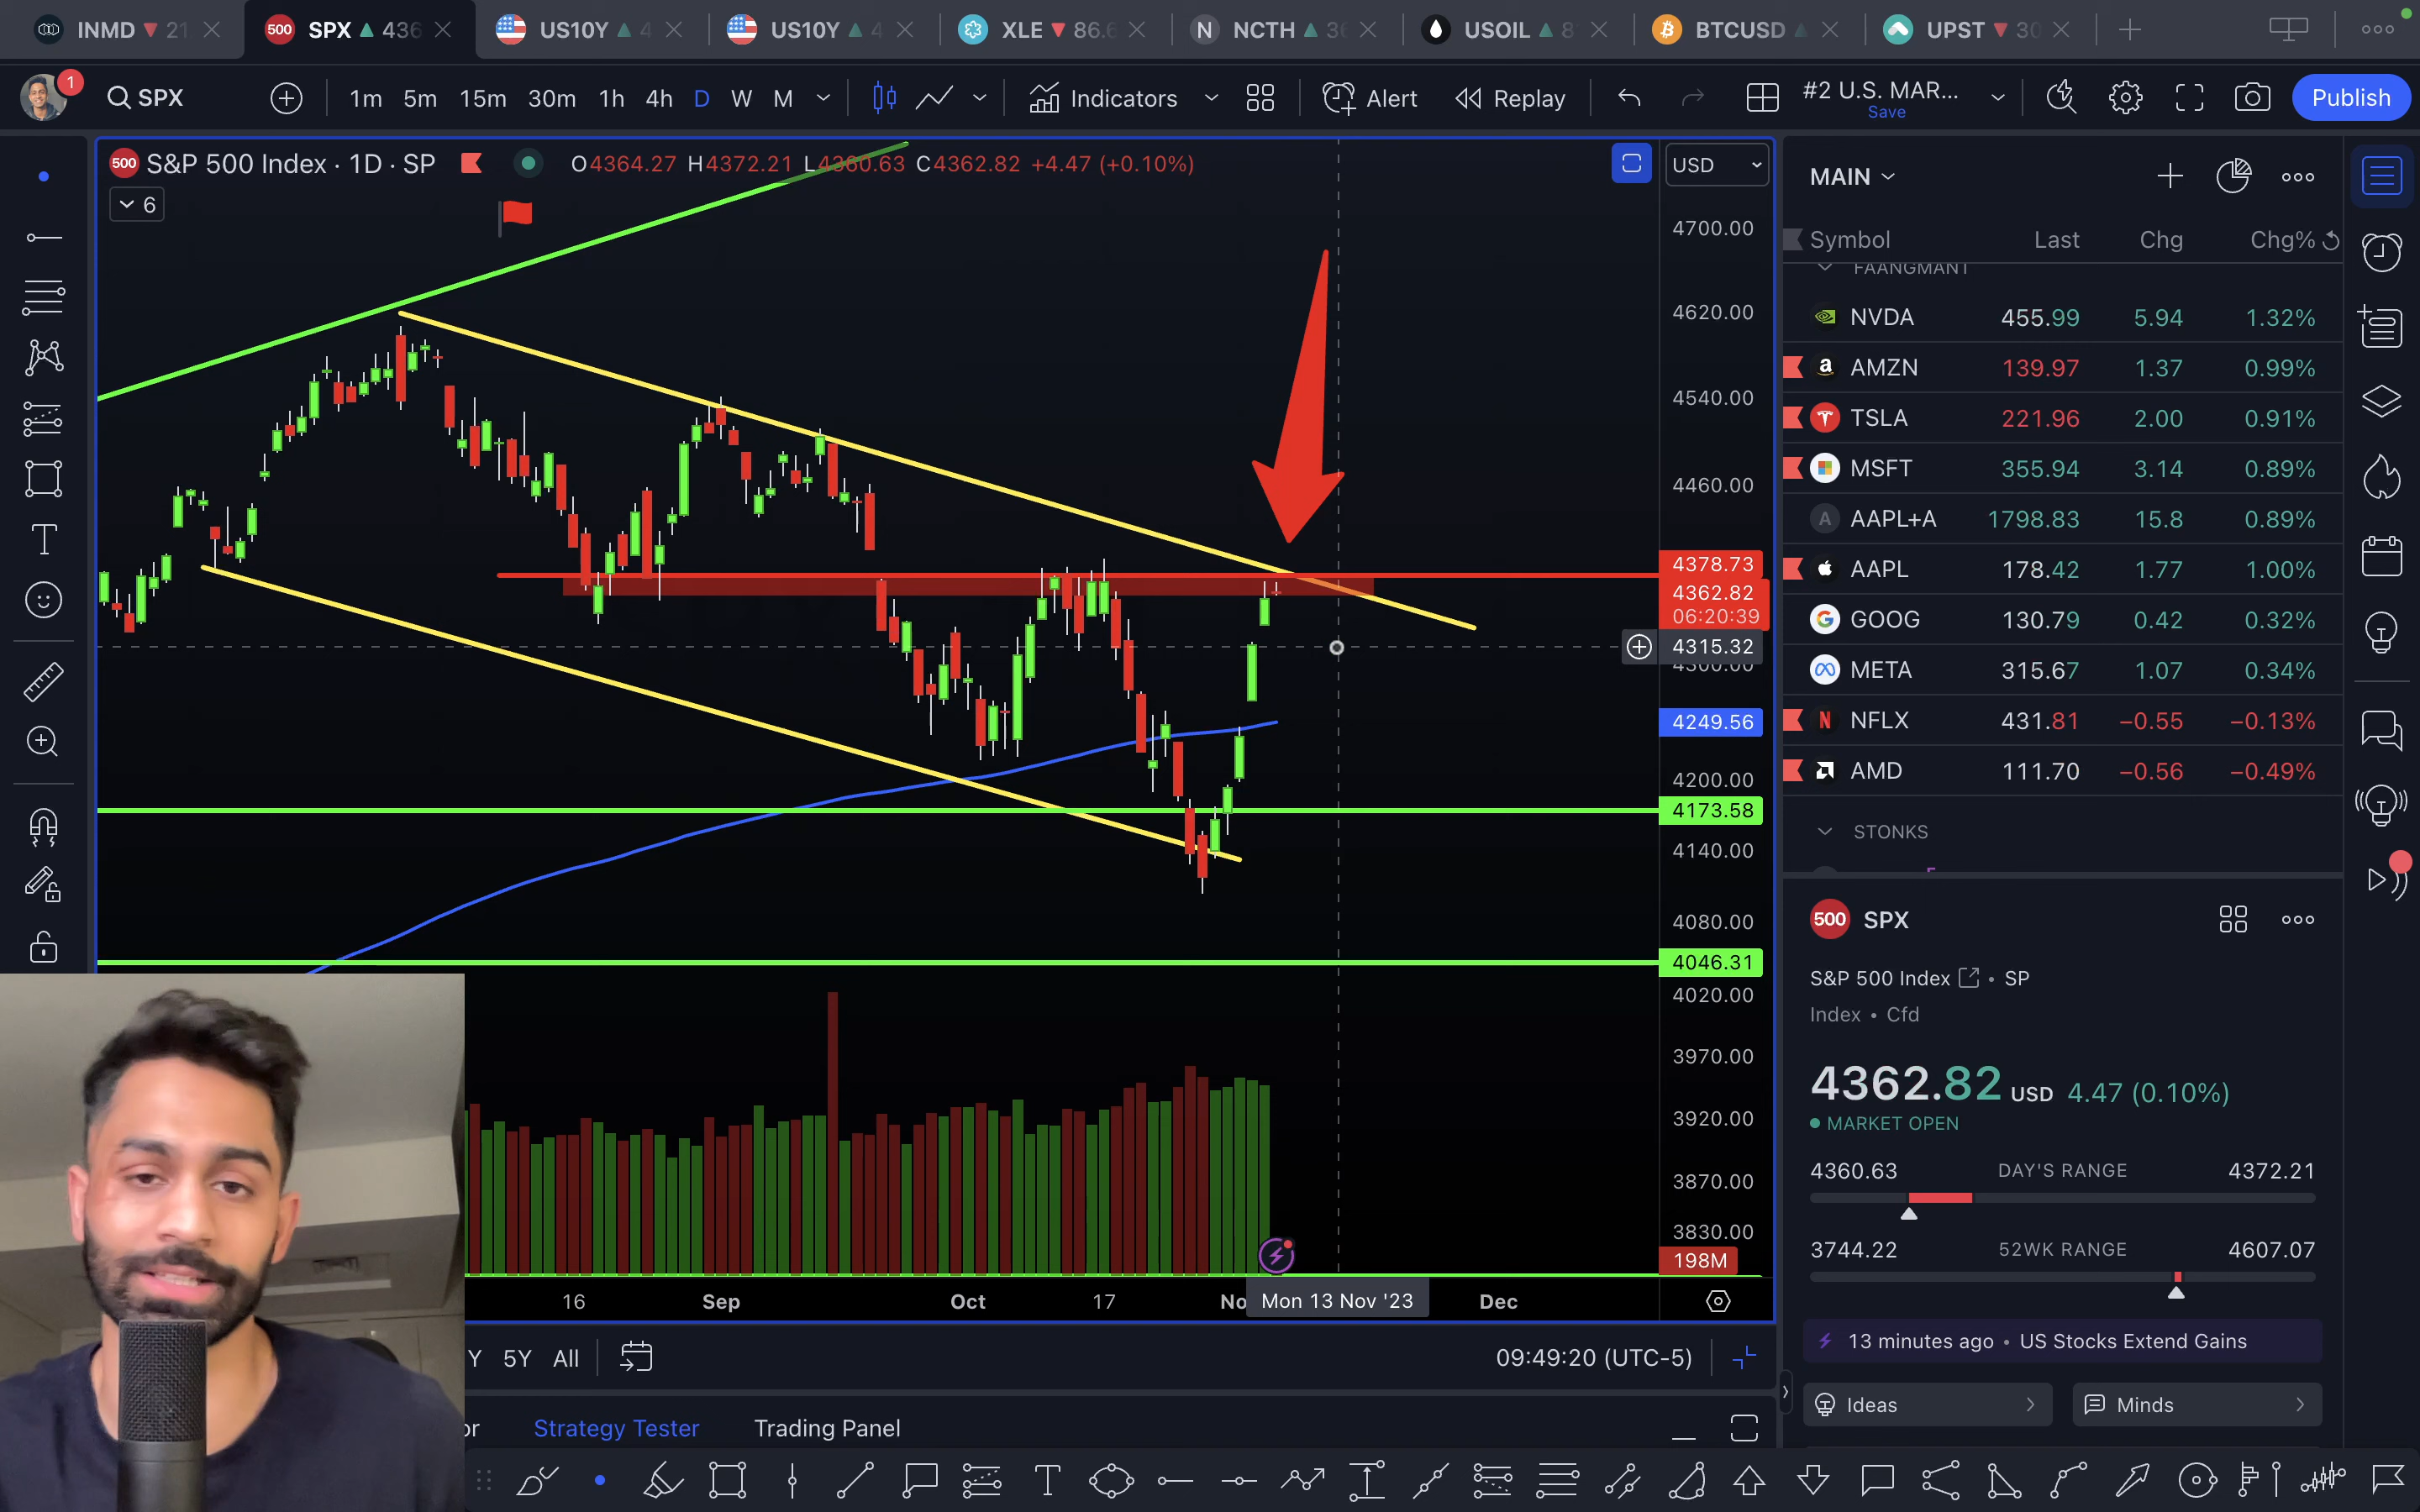 INMD 21
500 SPX 436
US10Y 4
US10Y 4
XLE 86.6
N NCTH 36
USOIL 8
BTCUSD
UPST 30
1
SPX
1m 5m 15m 30m 1h 4h D W M
Indicators
Alert
Replay
#2 U.S. MAR...
Save
Publish
500 S&P 500 Index · 1D · SP
O4364.27 H4372.21 L4360.63 C4362.82 +4.47 (+0.10%)
6
USD
4700.00
4620.00
4540.00
4460.00
4378.73
4362.82
06:20:39
4315.32
4300.00
4249.56
4200.00
4173.58
4140.00
4080.00
4046.31
4020.00
3970.00
3920.00
3870.00
3830.00
198M
16 Sep Oct 17 No Mon 13 Nov '23 Dec
Y 5Y All
09:49:20 (UTC-5)
or Strategy Tester Trading Panel
MAIN
Symbol Last Chg Chg%
FAANGMANT
NVDA 455.99 5.94 1.32%
AMZN 139.97 1.37 0.99%
TSLA 221.96 2.00 0.91%
MSFT 355.94 3.14 0.89%
A AAPL+A 1798.83 15.8 0.89%
AAPL 178.42 1.77 1.00%
GOOG 130.79 0.42 0.32%
META 315.67 1.07 0.34%
NFLX 431.81 −0.55 −0.13%
AMD 111.70 −0.56 −0.49%
STONKS
500 SPX
S&P 500 Index • SP
Index • Cfd
4362.82 USD 4.47 (0.10%)
MARKET OPEN
4360.63 DAY'S RANGE 4372.21
3744.22 52WK RANGE 4607.07
13 minutes ago • US Stocks Extend Gains
Ideas
Minds